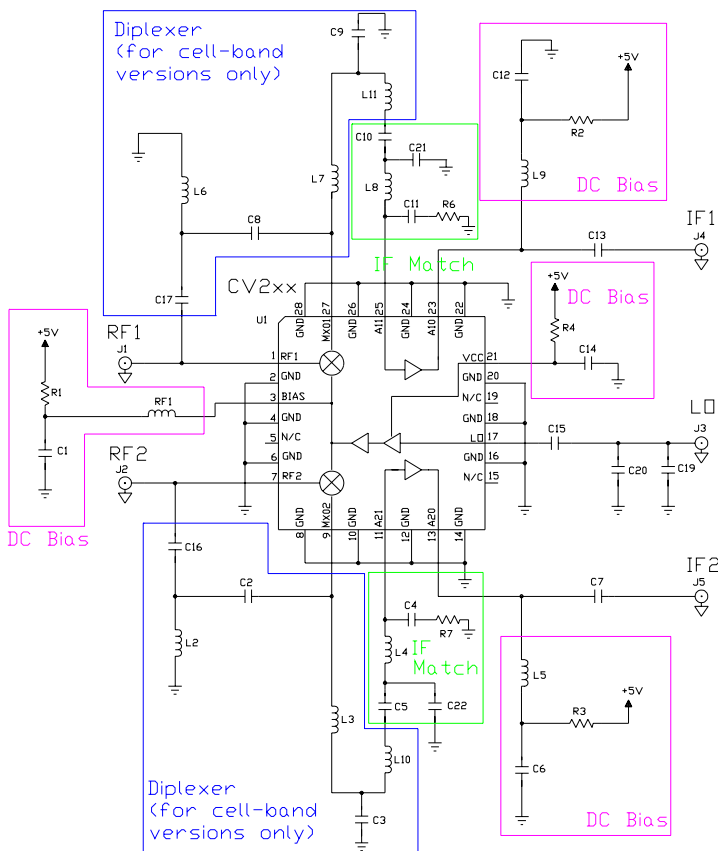 Diplexer
(for cell-band
versions only)
C9
L11
C10
C21
L8
C11
R6
IF Match
L7
L6
C8
C17
C12
+5V
R2
L9
DC Bias
IF1
J4
C13
CV2xx
U1
GND 28
MXO1 27
GND 26
A11 25
GND 24
A1O 23
GND 22
+5V
DC Bias
R4
C14
RF1
J1
1 RF1
2 GND
3 BIAS
4 GND
5 N/C
6 GND
7 RF2
VCC 21
GND 20
N/C 19
GND 18
LO 17
GND 16
N/C 15
+5V
R1
RF1
C1
DC Bias
RF2
J2
LO
J3
C15
C20
C19
8 GND
9 MXO2
10 GND
11 A21
12 GND
13 A2O
14 GND
C16
C2
L2
L3
C4
R7
IF
Match
L4
C5
C22
L10
C3
Diplexer
(for cell-band
versions only)
IF2
J5
C7
L5
+5V
R3
C6
DC Bias